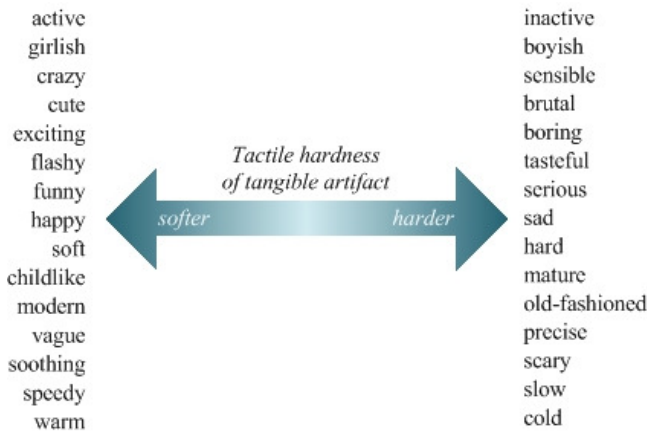 active
girlish
crazy
cute
exciting
flashy
funny
happy
soft
childlike
modern
vague
soothing
speedy
warm
Tactile hardness
of tangible artifact
softer
harder
inactive
boyish
sensible
brutal
boring
tasteful
serious
sad
hard
mature
old-fashioned
precise
scary
slow
cold